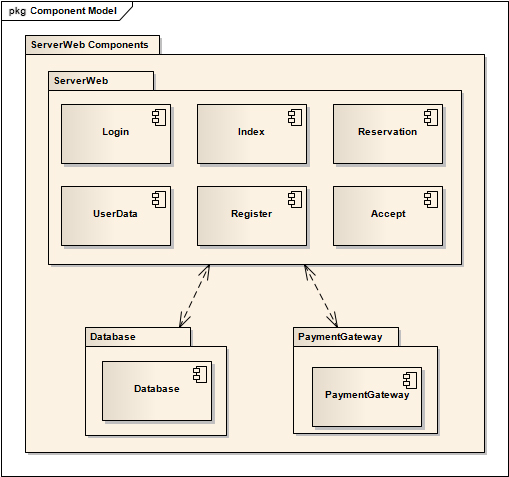 pkg Component Model
ServerWeb Components
ServerWeb
Login
Index
Reservation
UserData
Register
Accept
Database
PaymentGateway
Database
PaymentGateway